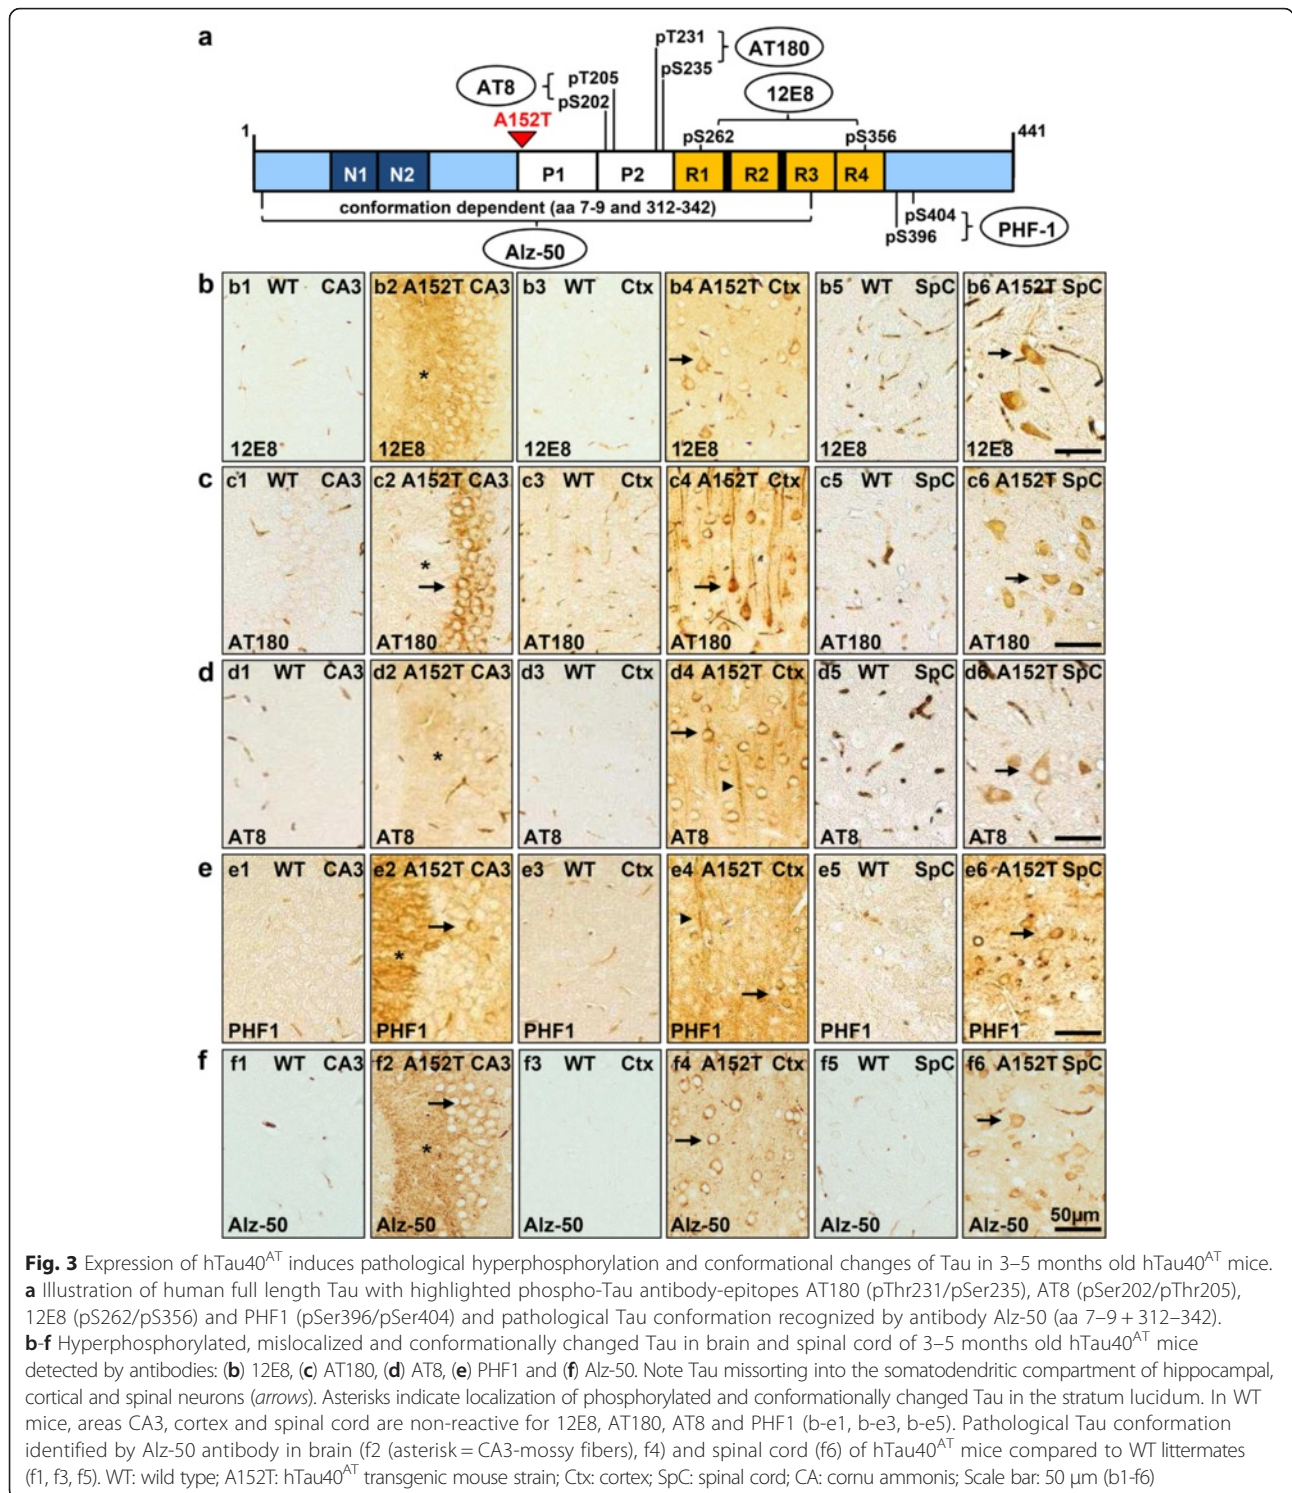 a
pT231
AT180
pS235
AT8
pT205
pS202
12E8
A152T
1
pS262
pS356
441
N1 N2 P1 P2 R1 R2 R3 R4
conformation dependent (aa 7-9 and 312-342)
pS404
pS396
PHF-1
Alz-50
b
b1 WT CA3 b2 A152T CA3 b3 WT Ctx b4 A152T Ctx b5 WT SpC b6 A152T SpC
*
12E8 12E8 12E8 12E8 12E8 12E8
c
c1 WT CA3 c2 A152T CA3 c3 WT Ctx c4 A152T Ctx c5 WT SpC c6 A152T SpC
*
AT180 AT180 AT180 AT180 AT180 AT180
d
d1 WT CA3 d2 A152T CA3 d3 WT Ctx d4 A152T Ctx d5 WT SpC d6 A152T SpC
*
AT8 AT8 AT8 AT8 AT8 AT8
e
e1 WT CA3 e2 A152T CA3 e3 WT Ctx e4 A152T Ctx e5 WT SpC e6 A152T SpC
*
PHF1 PHF1 PHF1 PHF1 PHF1 PHF1
f
f1 WT CA3 f2 A152T CA3 f3 WT Ctx f4 A152T Ctx f5 WT SpC f6 A152T SpC
*
50µm
Alz-50 Alz-50 Alz-50 Alz-50 Alz-50 Alz-50
Fig. 3 Expression of hTau40^AT induces pathological hyperphosphorylation and conformational changes of Tau in 3–5 months old hTau40^AT mice.
a Illustration of human full length Tau with highlighted phospho-Tau antibody-epitopes AT180 (pThr231/pSer235), AT8 (pSer202/pThr205),
12E8 (pS262/pS356) and PHF1 (pSer396/pSer404) and pathological Tau conformation recognized by antibody Alz-50 (aa 7–9 + 312–342).
b-f Hyperphosphorylated, mislocalized and conformationally changed Tau in brain and spinal cord of 3–5 months old hTau40^AT mice
detected by antibodies: (b) 12E8, (c) AT180, (d) AT8, (e) PHF1 and (f) Alz-50. Note Tau missorting into the somatodendritic compartment of hippocampal,
cortical and spinal neurons (arrows). Asterisks indicate localization of phosphorylated and conformationally changed Tau in the stratum lucidum. In WT
mice, areas CA3, cortex and spinal cord are non-reactive for 12E8, AT180, AT8 and PHF1 (b-e1, b-e3, b-e5). Pathological Tau conformation
identified by Alz-50 antibody in brain (f2 (asterisk = CA3-mossy fibers), f4) and spinal cord (f6) of hTau40^AT mice compared to WT littermates
(f1, f3, f5). WT: wild type; A152T: hTau40^AT transgenic mouse strain; Ctx: cortex; SpC: spinal cord; CA: cornu ammonis; Scale bar: 50 µm (b1-f6)